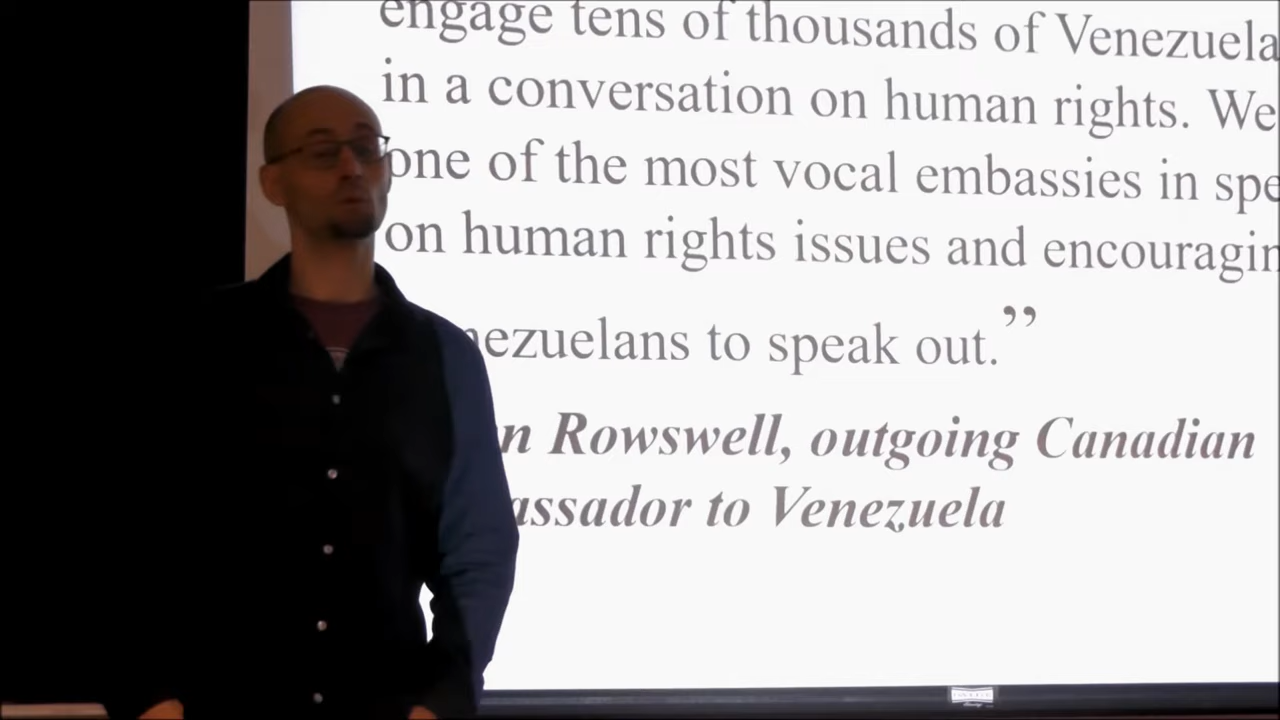 engage tens of thousands of Venezuela
in a conversation on human rights. We
one of the most vocal embassies in spe
on human rights issues and encouragin
nezuelans to speak out.”
n Rowswell, outgoing Canadian
assador to Venezuela